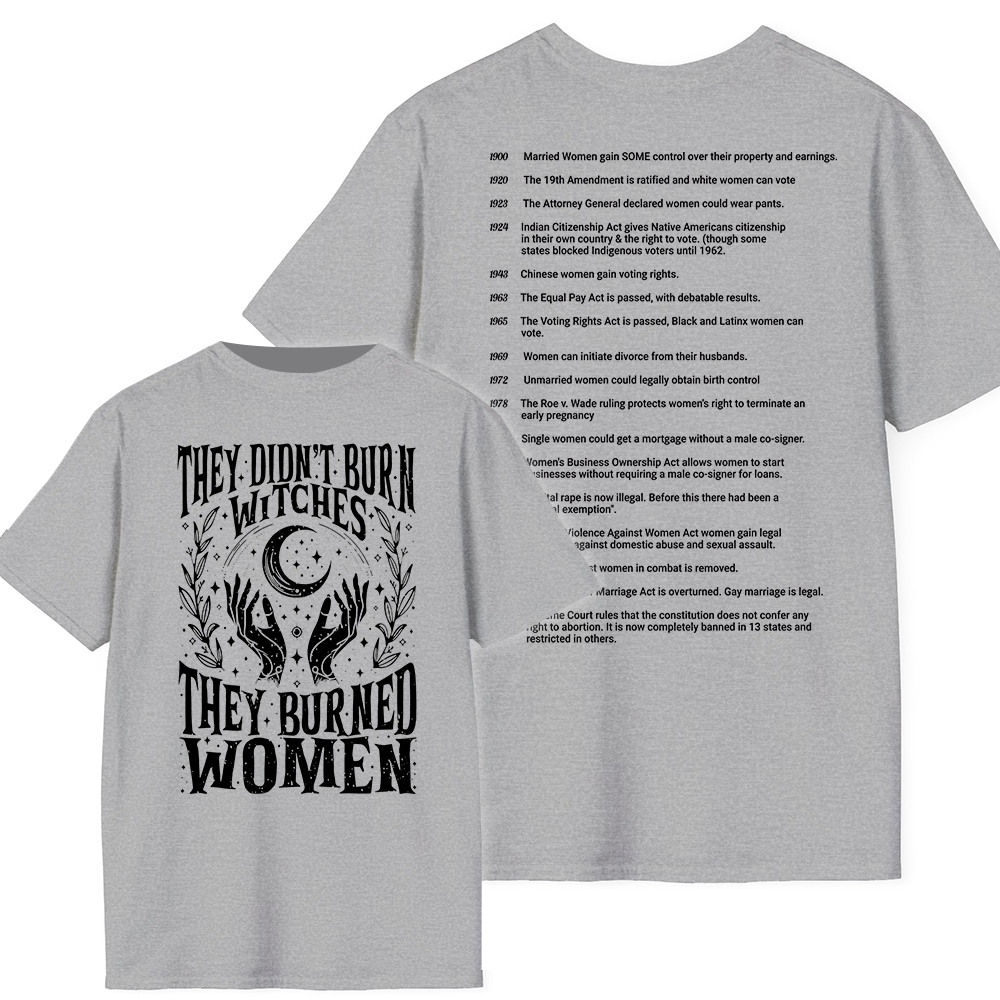 THEY DIDN'T BURN
WITCHES
THEY BURNED
WOMEN
1900 Married Women gain SOME control over their property and earnings.
1920 The 19th Amendment is ratified and white women can vote
1923 The Attorney General declared women could wear pants.
1924 Indian Citizenship Act gives Native Americans citizenship
in their own country & the right to vote. (though some
states blocked Indigenous voters until 1962.
1943 Chinese women gain voting rights.
1963 The Equal Pay Act is passed, with debatable results.
1965 The Voting Rights Act is passed, Black and Latinx women can
vote.
1969 Women can initiate divorce from their husbands.
1972 Unmarried women could legally obtain birth control
1978 The Roe v. Wade ruling protects women's right to terminate an
early pregnancy
Single women could get a mortgage without a male co-signer.
Women's Business Ownership Act allows women to start
without requiring a male co-signer for loans.
rape is now illegal. Before this there had been a
exemption".
Violence Against Women Act women gain legal
against domestic abuse and sexual assault.
women in combat is removed.
Marriage Act is overturned. Gay marriage is legal.
Court rules that the constitution does not confer any
right to abortion. It is now completely banned in 13 states and
restricted in others.